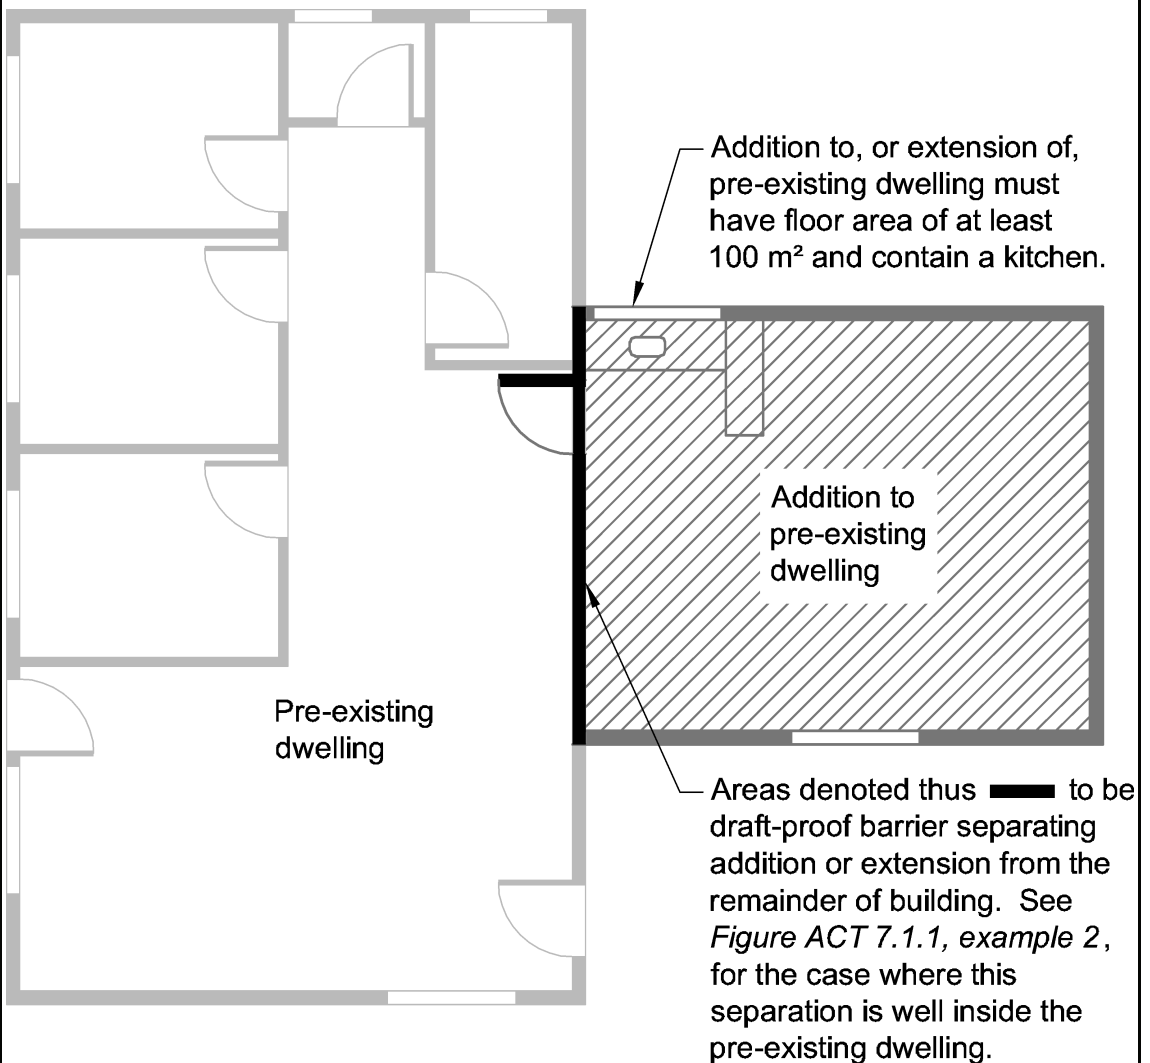 Addition to, or extension of,
pre-existing dwelling must
have floor area of at least
100 m² and contain a kitchen.
Addition to
pre-existing
dwelling
Pre-existing
dwelling
Areas denoted thus to be
draft-proof barrier separating
addition or extension from the
remainder of building. See
Figure ACT 7.1.1, example 2,
for the case where this
separation is well inside the
pre-existing dwelling.